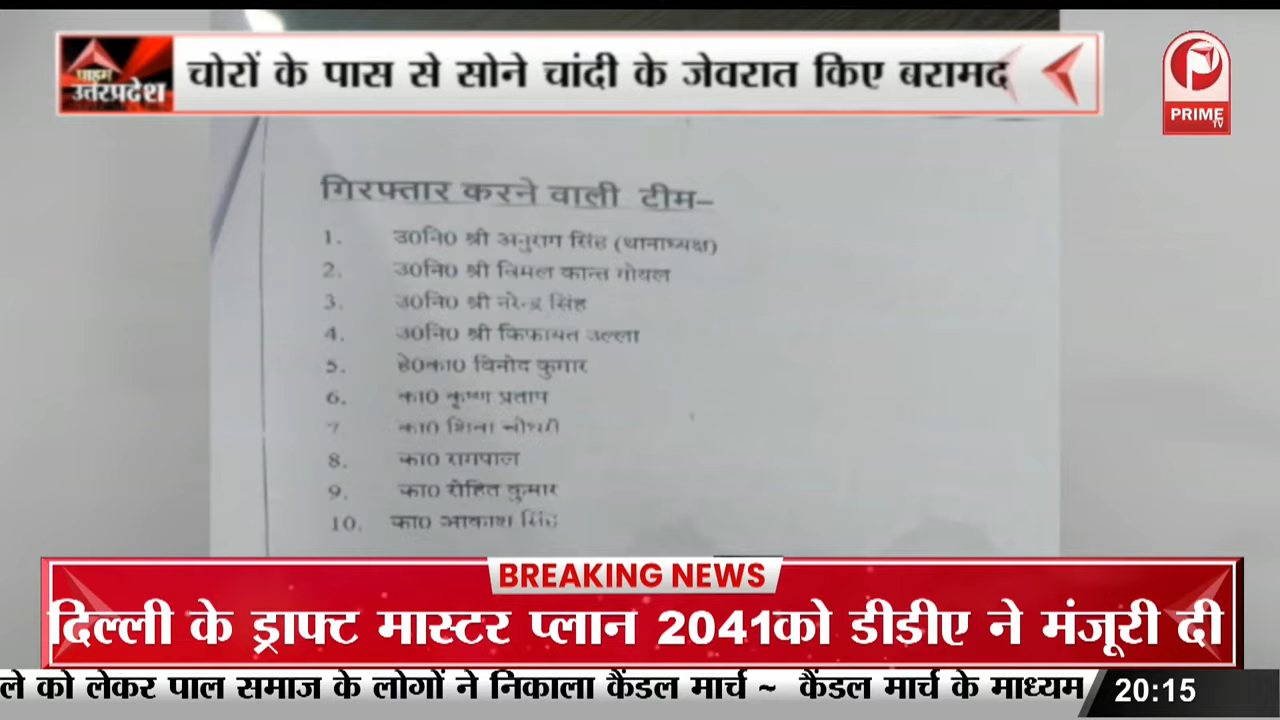 प्राइम
उत्तरप्रदेश
चोरों के पास से सोने चांदी के जेवरात किए बरामद
PRIME
TV
गिरफ्तार करने वाली टीम–
1. उ0नि0 श्री अनुराग सिंह (थानाध्यक्ष)
2. उ0नि0 श्री विमल कान्त गोयल
3. उ0नि0 श्री नरेन्द्र सिंह
4. उ0नि0 श्री किफायत उल्ला
5. हे0का0 विनोद कुमार
6. का0 कृष्ण प्रताप
7. का0
8. का0 रामपाल
9. का0 रोहित कुमार
10. का0 आकाश सिंह
BREAKING NEWS
दिल्ली के ड्राफ्ट मास्टर प्लान 2041को डीडीए ने मंजूरी दी
ले को लेकर पाल समाज के लोगों ने निकाला कैंडल मार्च ~ कैंडल मार्च के माध्यम
20:15